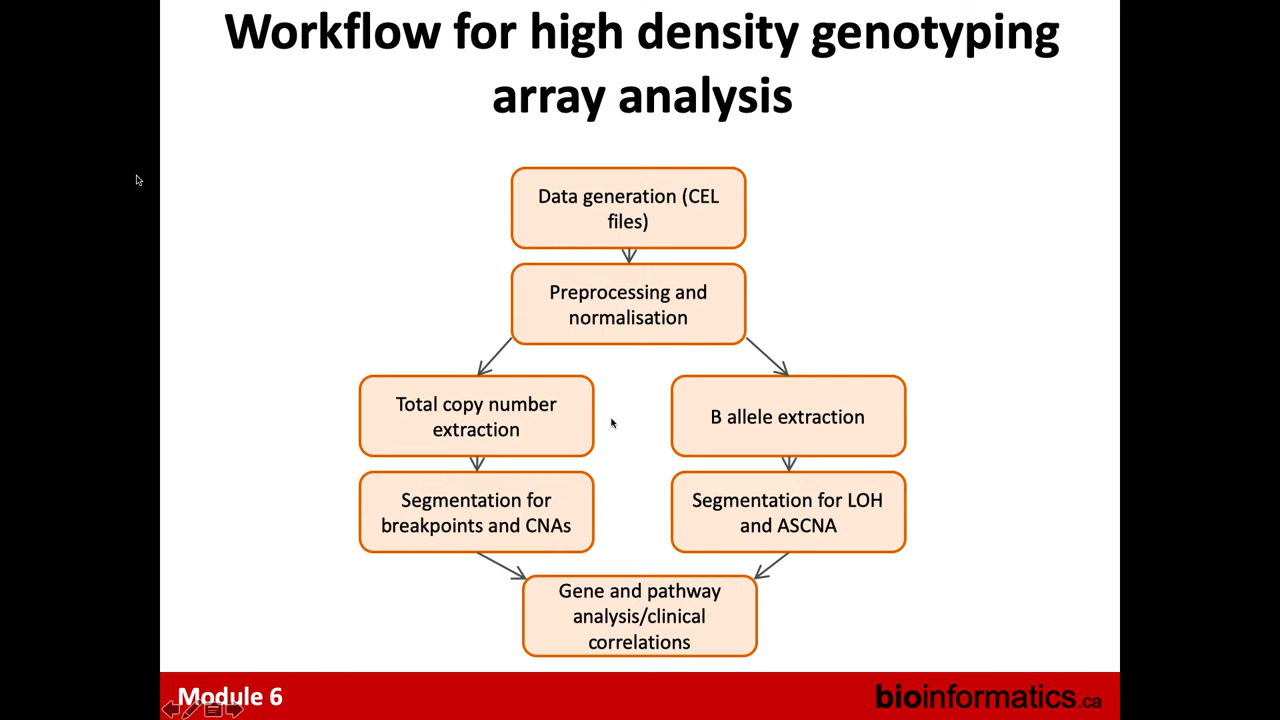 Workflow for high density genotyping
array analysis
Data generation (CEL
files)
Preprocessing and
normalisation
Total copy number
extraction
B allele extraction
Segmentation for
breakpoints and CNAs
Segmentation for LOH
and ASCNA
Gene and pathway
analysis/clinical
correlations
Module 6
bioinformatics.ca